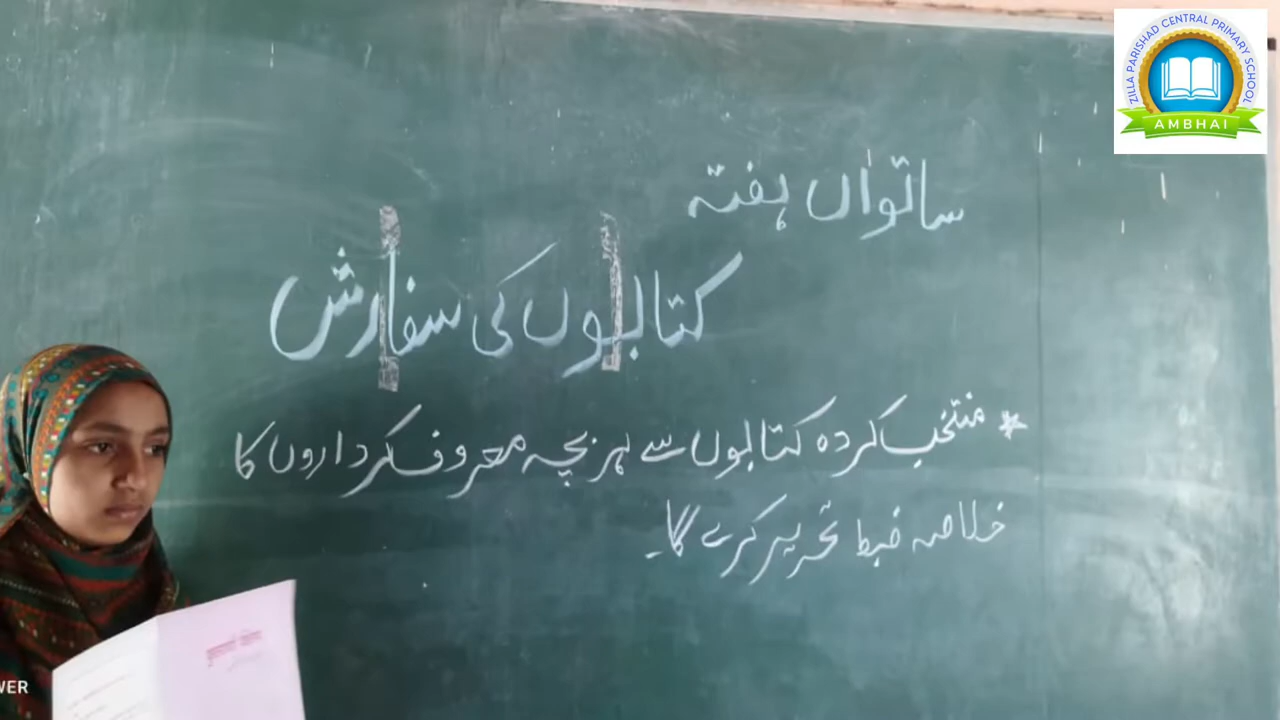 ZILLA PARISHAD CENTRAL PRIMARY SCHOOL
AMBHAI
ساتواں ہفتہ
کتابوں کی سفارش
* منتخب کردہ کتابوں سے ہر بچہ معروف کرداروں کا
خلاصہ ضبط تحریر کرے گا۔